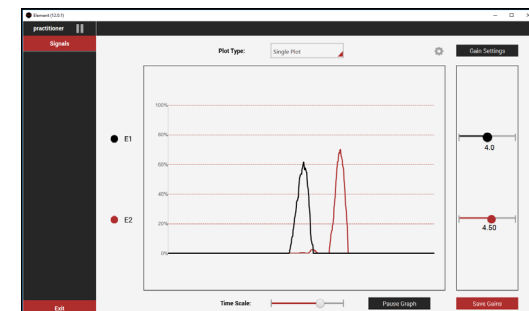 Element (12.0.1)
practitioner
Signals
Plot Type:
Single Plot
Gain Settings
100%
80%
60%
40%
20%
0%
E1
E2
4.0
4.50
Time Scale:
Pause Graph
Save Gains
Exit